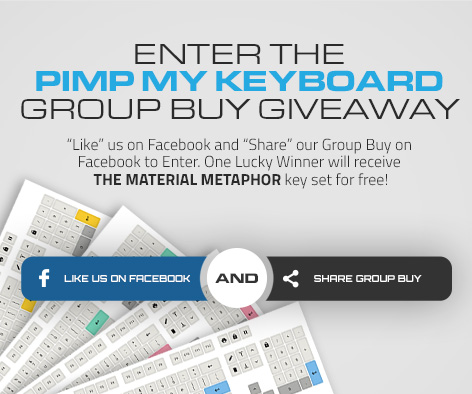 ENTER THE
PIMP MY KEYBOARD
GROUP BUY GIVEAWAY
“Like” us on Facebook and “Share” our Group Buy on
Facebook to Enter. One Lucky Winner will receive
THE MATERIAL METAPHOR key set for free!
f LIKE US ON FACEBOOK AND SHARE GROUP BUY